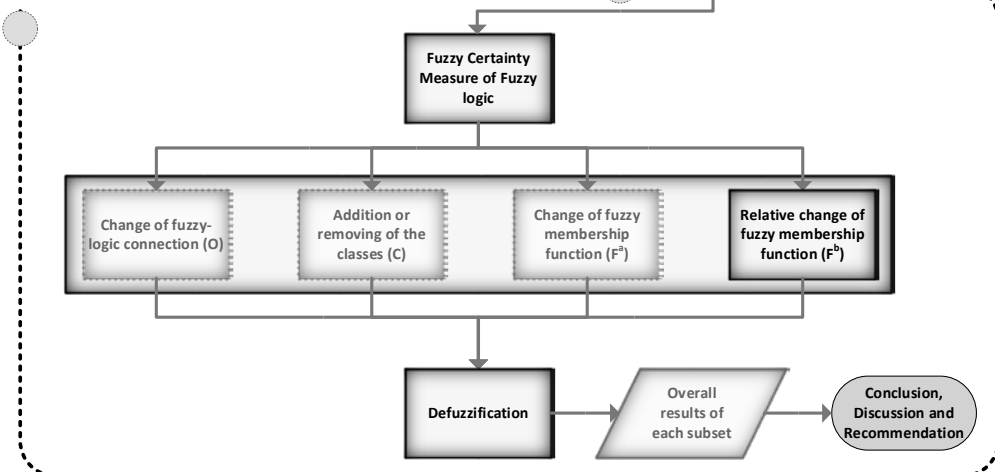 Fuzzy Certainty
Measure of Fuzzy
logic
Change of fuzzy-
logic connection (O)
Addition or
removing of the
classes (C)
Change of fuzzy
membership
function (Fᵃ)
Relative change of
fuzzy membership
function (Fᵇ)
Defuzzification
Overall
results of
each subset
Conclusion,
Discussion and
Recommendation